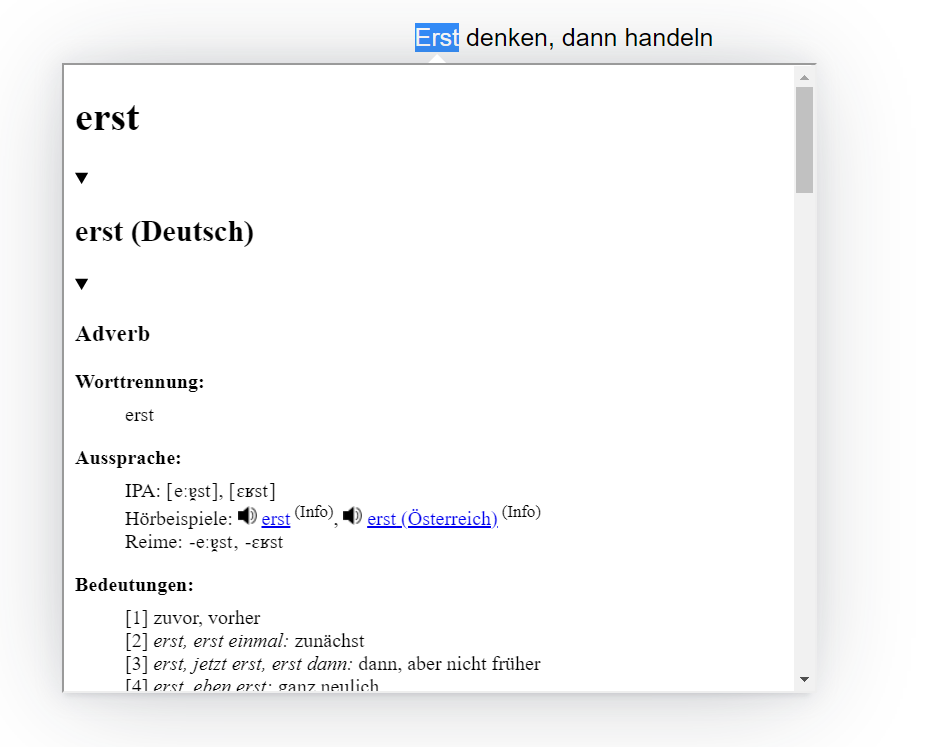 Erst denken, dann handeln
erst
erst (Deutsch)
Adverb
Worttrennung:
erst
Aussprache:
IPA: [eːɐ̯st], [ɛʁst]
Hörbeispiele: erst (Info), erst (Österreich) (Info)
Reime: -eːɐ̯st, -ɛʁst
Bedeutungen:
[1] zuvor, vorher
[2] erst, erst einmal: zunächst
[3] erst, jetzt erst, erst dann: dann, aber nicht früher
[4] erst, eben erst: ganz neulich